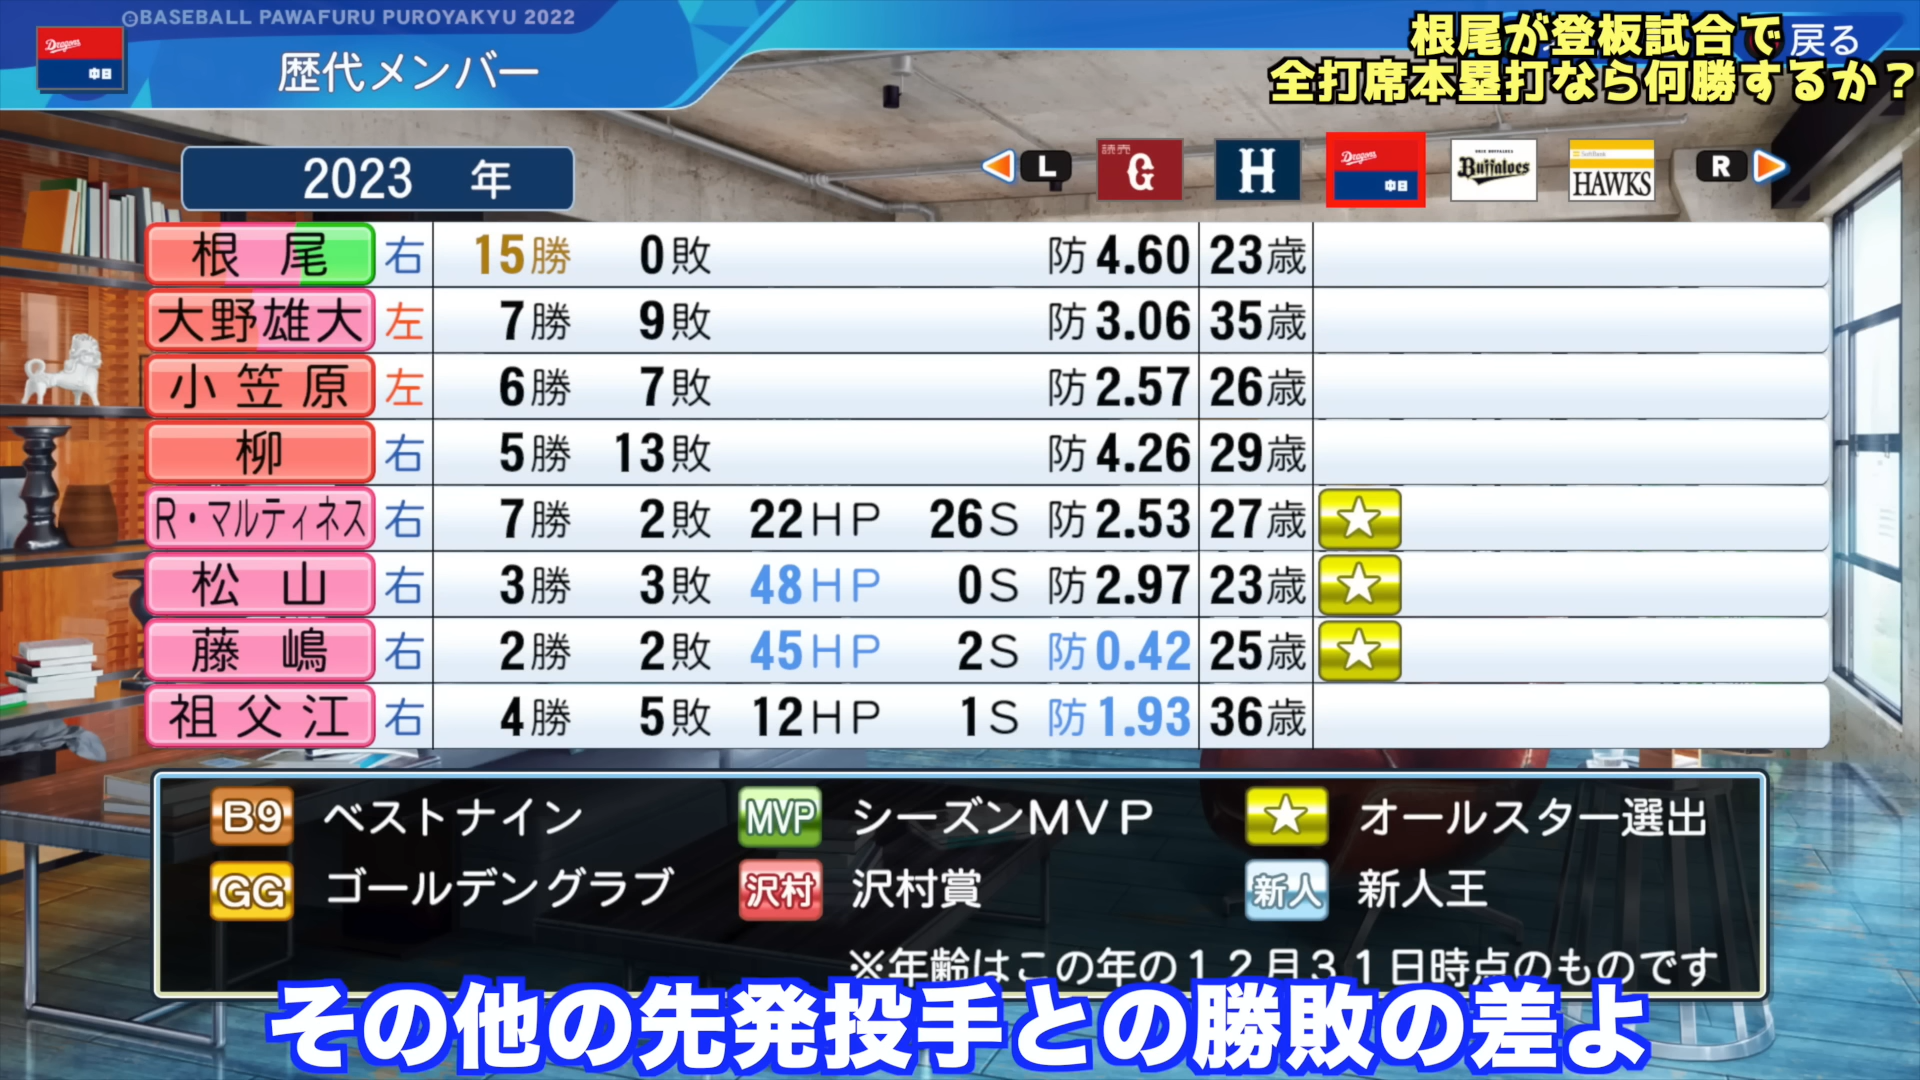 ©BASEBALL PAWAFURU PUROYAKYU 2022
Dragons 中日
歴代メンバー
戻る
根尾が登板試合で
全打席本塁打なら何勝するか？
2023 年
L 読売 G H Dragons 中日 Buffaloes SoftBank HAWKS R
根尾 右 15勝 0敗 防4.60 23歳
大野雄大 左 7勝 9敗 防3.06 35歳
小笠原 左 6勝 7敗 防2.57 26歳
柳 右 5勝 13敗 防4.26 29歳
R・マルティネス 右 7勝 2敗 22HP 26S 防2.53 27歳
松山 右 3勝 3敗 48HP 0S 防2.97 23歳
藤嶋 右 2勝 2敗 45HP 2S 防0.42 25歳
祖父江 右 4勝 5敗 12HP 1S 防1.93 36歳
B9 ベストナイン MVP シーズンMVP オールスター選出
GG ゴールデングラブ 沢村 沢村賞 新人 新人王
※年齢はこの年の12月31日時点のものです
その他の先発投手との勝敗の差よ